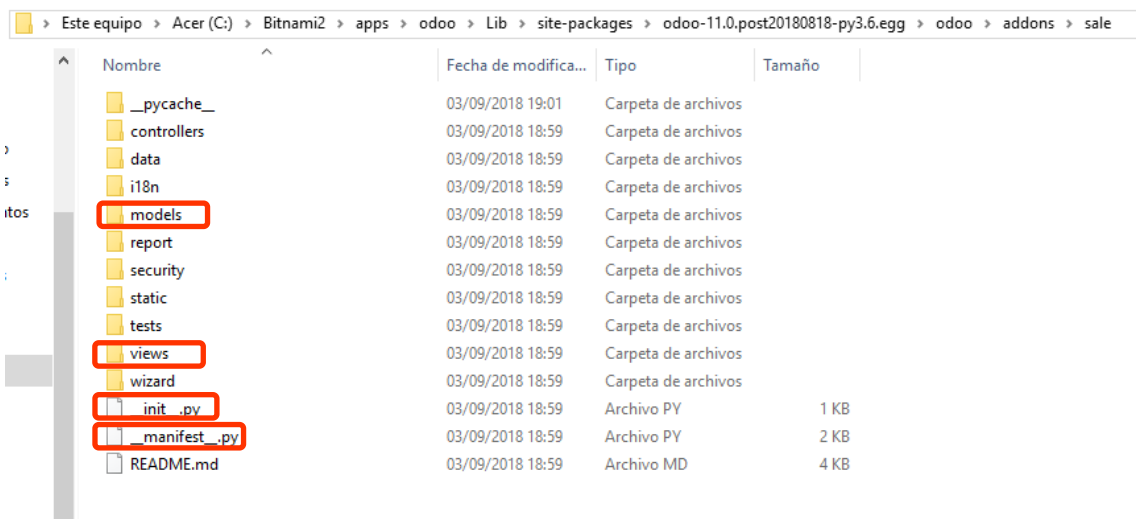 Este equipo > Acer (C:) > Bitnami2 > apps > odoo > Lib > site-packages > odoo-11.0.post20180818-py3.6.egg > odoo > addons > sale
Nombre Fecha de modifica... Tipo Tamaño
__pycache__ 03/09/2018 19:01 Carpeta de archivos
controllers 03/09/2018 18:59 Carpeta de archivos
data 03/09/2018 18:59 Carpeta de archivos
i18n 03/09/2018 18:59 Carpeta de archivos
itos models 03/09/2018 18:59 Carpeta de archivos
report 03/09/2018 18:59 Carpeta de archivos
security 03/09/2018 18:59 Carpeta de archivos
static 03/09/2018 18:59 Carpeta de archivos
tests 03/09/2018 18:59 Carpeta de archivos
views 03/09/2018 18:59 Carpeta de archivos
wizard 03/09/2018 18:59 Carpeta de archivos
__init__.py 03/09/2018 18:59 Archivo PY 1 KB
__manifest__.py 03/09/2018 18:59 Archivo PY 2 KB
README.md 03/09/2018 18:59 Archivo MD 4 KB